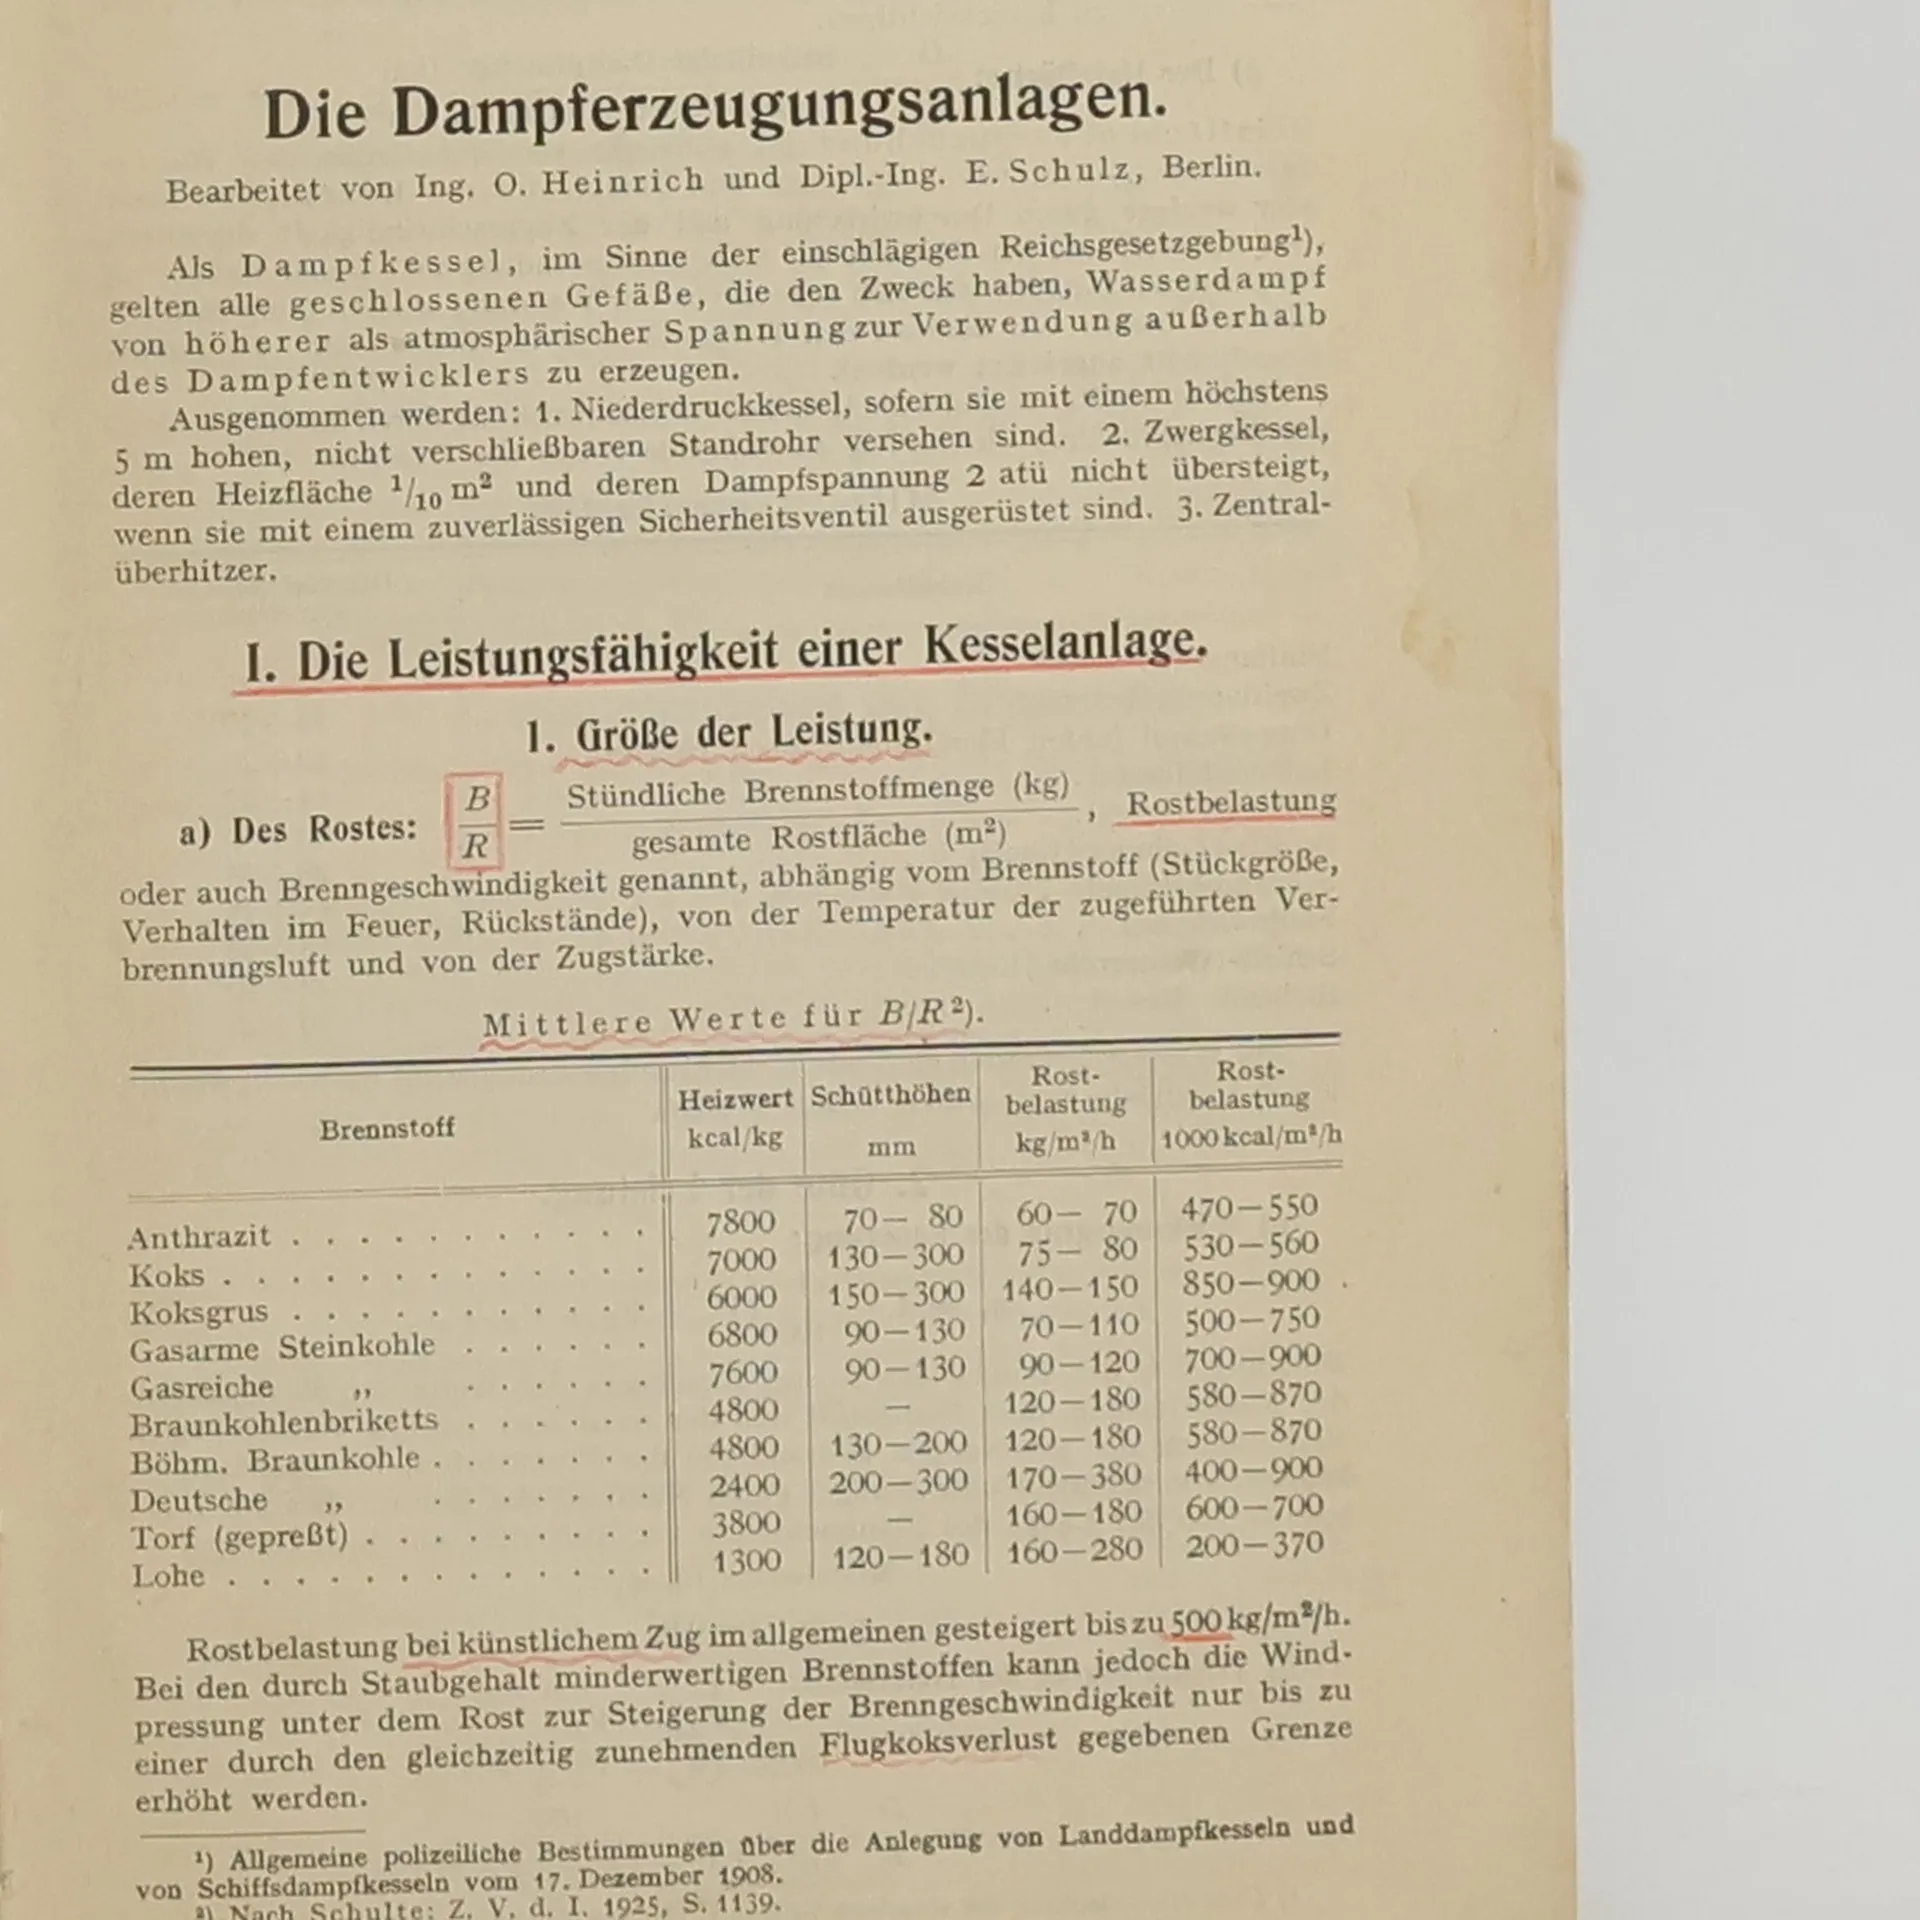 Die Dampferzeugungsanlagen.
Bearbeitet von Ing. O. Heinrich und Dipl.-Ing. E. Schulz, Berlin.
Als Dampfkessel, im Sinne der einschlägigen Reichsgesetzgebung¹),
gelten alle geschlossenen Gefäße, die den Zweck haben, Wasserdampf
von höherer als atmosphärischer Spannung zur Verwendung außerhalb
des Dampfentwicklers zu erzeugen.
Ausgenommen werden: 1. Niederdruckkessel, sofern sie mit einem höchstens
5 m hohen, nicht verschließbaren Standrohr versehen sind. 2. Zwergkessel,
deren Heizfläche ¹/₁₀ m² und deren Dampfspannung 2 atü nicht übersteigt,
wenn sie mit einem zuverlässigen Sicherheitsventil ausgerüstet sind. 3. Zentral-
überhitzer.
I. Die Leistungsfähigkeit einer Kesselanlage.
1. Größe der Leistung.
a) Des Rostes: B/R = Stündliche Brennstoffmenge (kg) / gesamte Rostfläche (m²), Rostbelastung
oder auch Brenngeschwindigkeit genannt, abhängig vom Brennstoff (Stückgröße,
Verhalten im Feuer, Rückstände), von der Temperatur der zugeführten Ver-
brennungsluft und von der Zugstärke.
Mittlere Werte für B/R²).
Brennstoff | Heizwert kcal/kg | Schütthöhen mm | Rost-belastung kg/m²/h | Rost-belastung 1000 kcal/m²/h
Anthrazit . . . . . . . . . . . 7800 70— 80 60— 70 470—550
Koks . . . . . . . . . . . . . 7000 130—300 75— 80 530—560
Koksgrus . . . . . . . . . . . 6000 150—300 140—150 850—900
Gasarme Steinkohle . . . . . . 6800 90—130 70—110 500—750
Gasreiche „ . . . . . . 7600 90—130 90—120 700—900
Braunkohlenbriketts . . . . . . 4800 — 120—180 580—870
Böhm. Braunkohle . . . . . . . 4800 130—200 120—180 580—870
Deutsche „ . . . . . . . 2400 200—300 170—380 400—900
Torf (gepreßt) . . . . . . . . . 3800 — 160—180 600—700
Lohe . . . . . . . . . . . . . 1300 120—180 160—280 200—370
Rostbelastung bei künstlichem Zug im allgemeinen gesteigert bis zu 500 kg/m²/h.
Bei den durch Staubgehalt minderwertigen Brennstoffen kann jedoch die Wind-
pressung unter dem Rost zur Steigerung der Brenngeschwindigkeit nur bis zu
einer durch den gleichzeitig zunehmenden Flugkoksverlust gegebenen Grenze
erhöht werden.
¹) Allgemeine polizeiliche Bestimmungen über die Anlegung von Landdampfkesseln und
von Schiffsdampfkesseln vom 17. Dezember 1908.
²) Nach Schulte: Z. V. d. I. 1925, S. 1139.